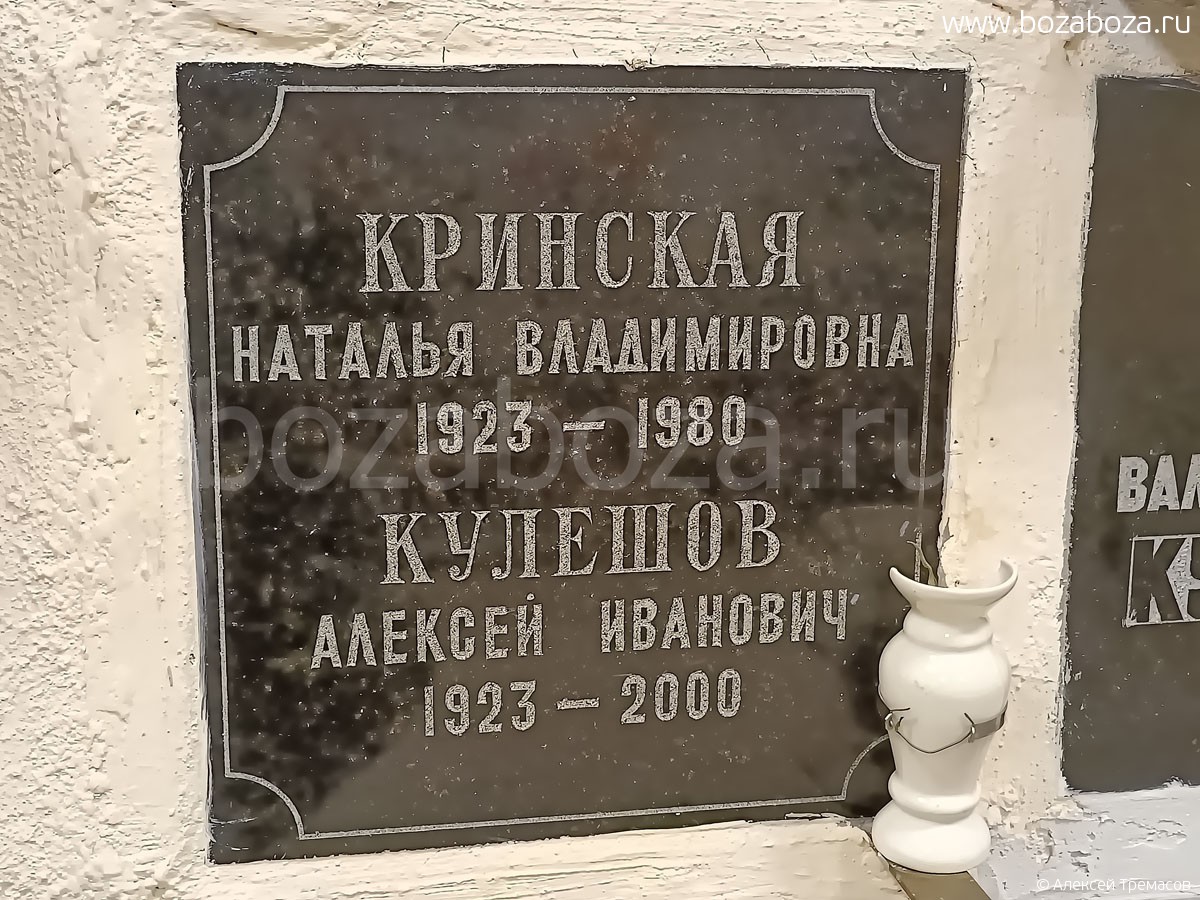 www.bozaboza.ru
КРИНСКАЯ
НАТАЛЬЯ ВЛАДИМИРОВНА
1923 – 1980
bozaboza.ru
КУЛЕШОВ
АЛЕКСЕЙ ИВАНОВИЧ
1923 – 2000
© Алексей Тремасов